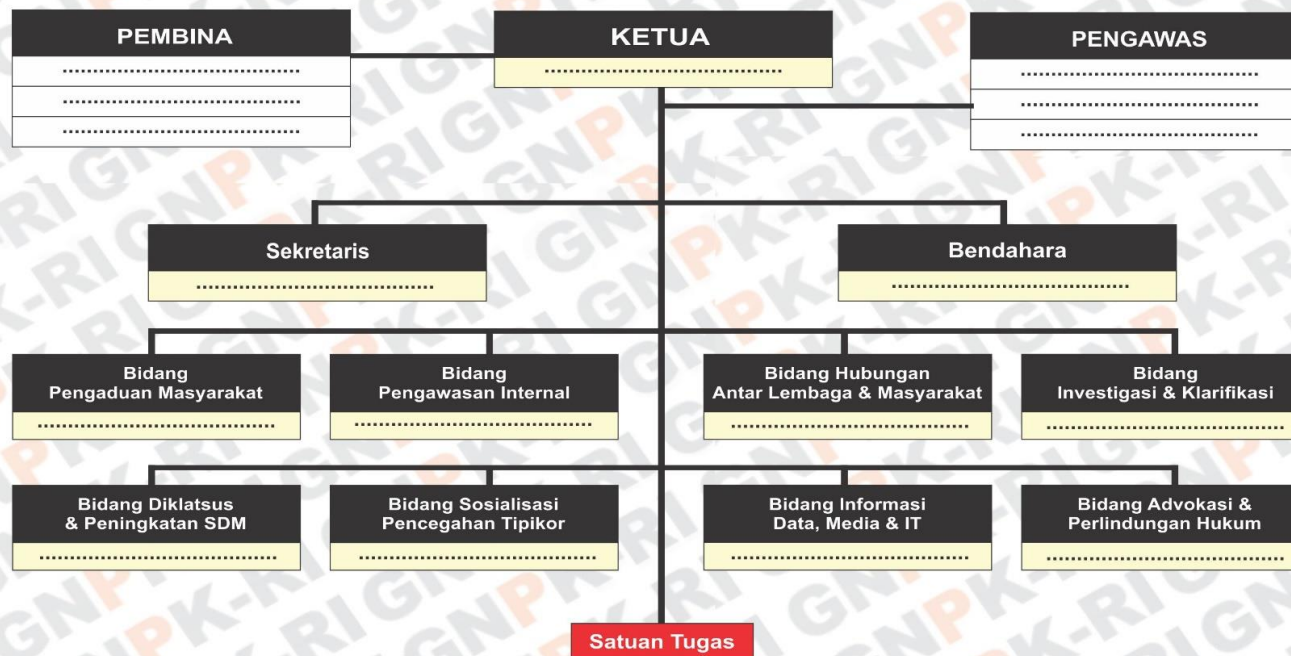 PEMBINA
KETUA
PENGAWAS
Sekretaris
Bendahara
Bidang
Pengaduan Masyarakat
Bidang
Pengawasan Internal
Bidang Hubungan
Antar Lembaga & Masyarakat
Bidang
Investigasi & Klarifikasi
Bidang Diklatsus
& Peningkatan SDM
Bidang Sosialisasi
Pencegahan Tipikor
Bidang Informasi
Data, Media & IT
Bidang Advokasi &
Perlindungan Hukum
Satuan Tugas
GNPK-RI